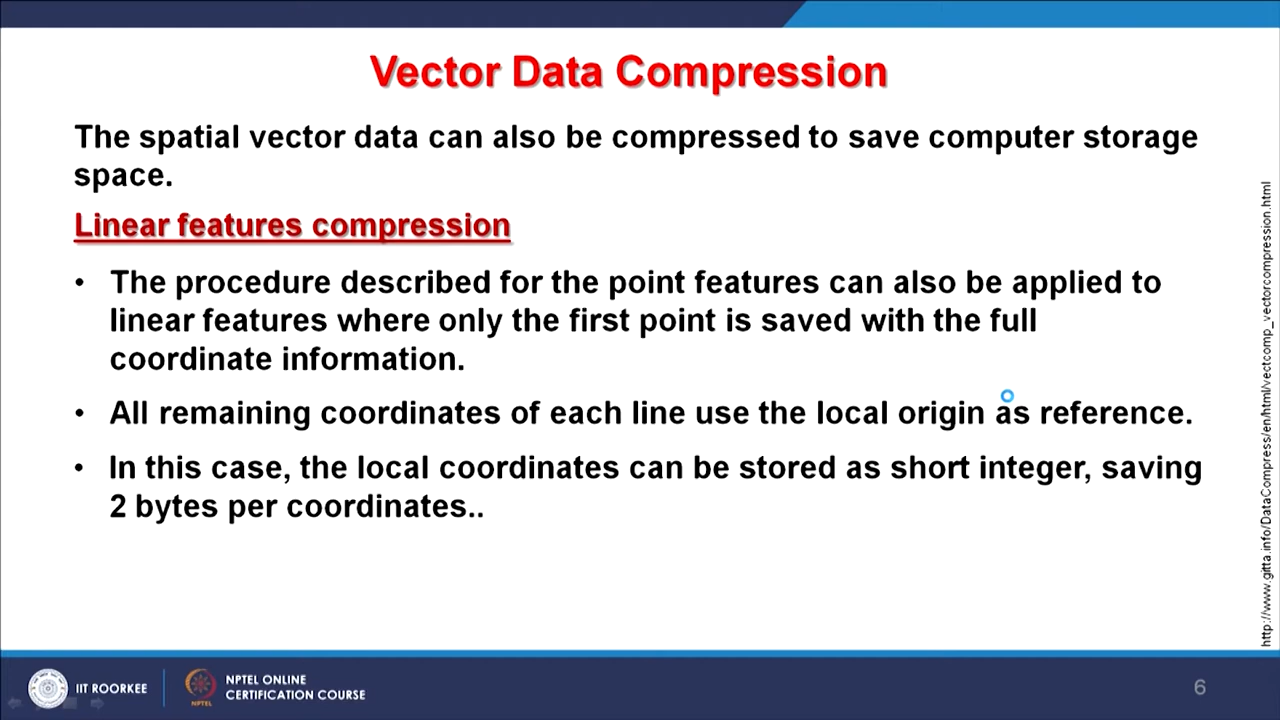 Vector Data Compression
The spatial vector data can also be compressed to save computer storage
space.
Linear features compression
• The procedure described for the point features can also be applied to
linear features where only the first point is saved with the full
coordinate information.
• All remaining coordinates of each line use the local origin as reference.
• In this case, the local coordinates can be stored as short integer, saving
2 bytes per coordinates..
http://www.gitta.info/DataCompress/en/html/vectcomp_vectorcompression.html
IIT ROORKEE
NPTEL
NPTEL ONLINE
CERTIFICATION COURSE
6